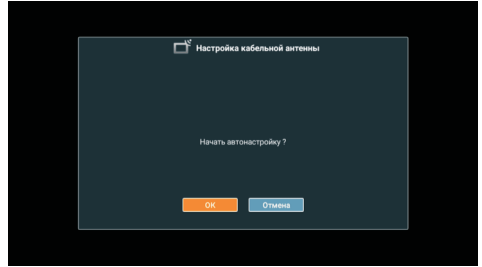 Настройка кабельной антенны
Начать автонастройку ?
OK
Отмена